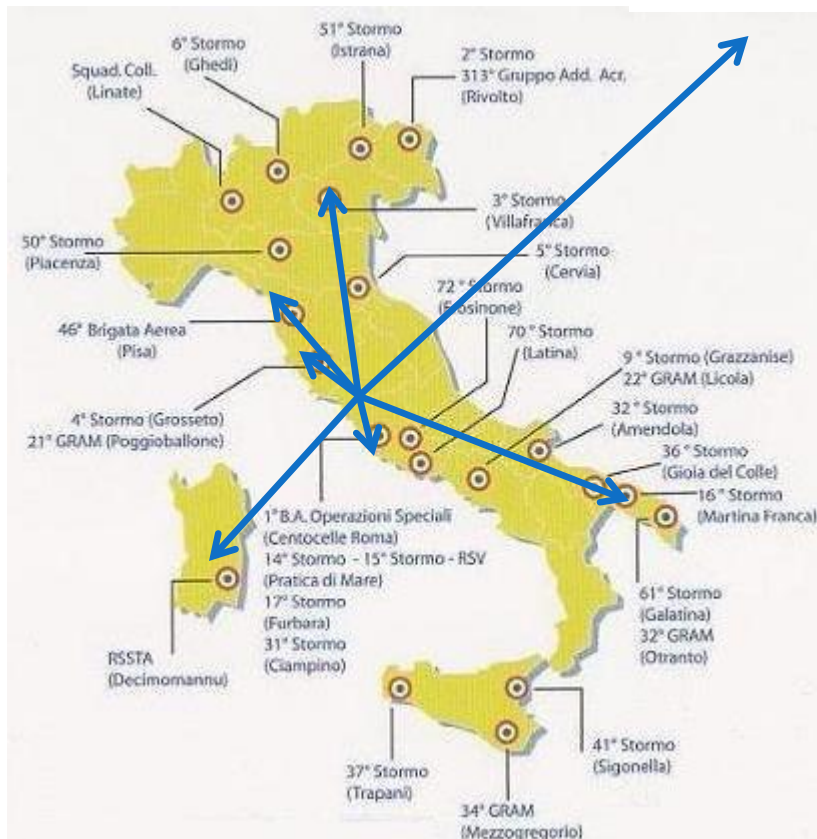 51° Stormo
(Istrana)
6° Stormo
(Ghedi)
2° Stormo
313° Gruppo Add. Acr.
(Rivolto)
Squad. Coll.
(Linate)
3° Stormo
(Villafranca)
50° Stormo
(Piacenza)
5° Stormo
(Cervia)
72° Stormo
(Frosinone)
46° Brigata Aerea
(Pisa)
70° Stormo
(Latina)
9° Stormo (Grazzanise)
22° GRAM (Licola)
4° Stormo (Grosseto)
21° GRAM (Poggioballone)
32° Stormo
(Amendola)
36° Stormo
(Gioia del Colle)
16° Stormo
(Martina Franca)
1° B.A. Operazioni Speciali
(Centocelle Roma)
14° Stormo - 15° Stormo - RSV
(Pratica di Mare)
17° Stormo
(Furbara)
31° Stormo
(Ciampino)
61° Stormo
(Galatina)
32° GRAM
(Otranto)
RSSTA
(Decimomannu)
41° Stormo
(Sigonella)
37° Stormo
(Trapani)
34° GRAM
(Mezzogregorio)